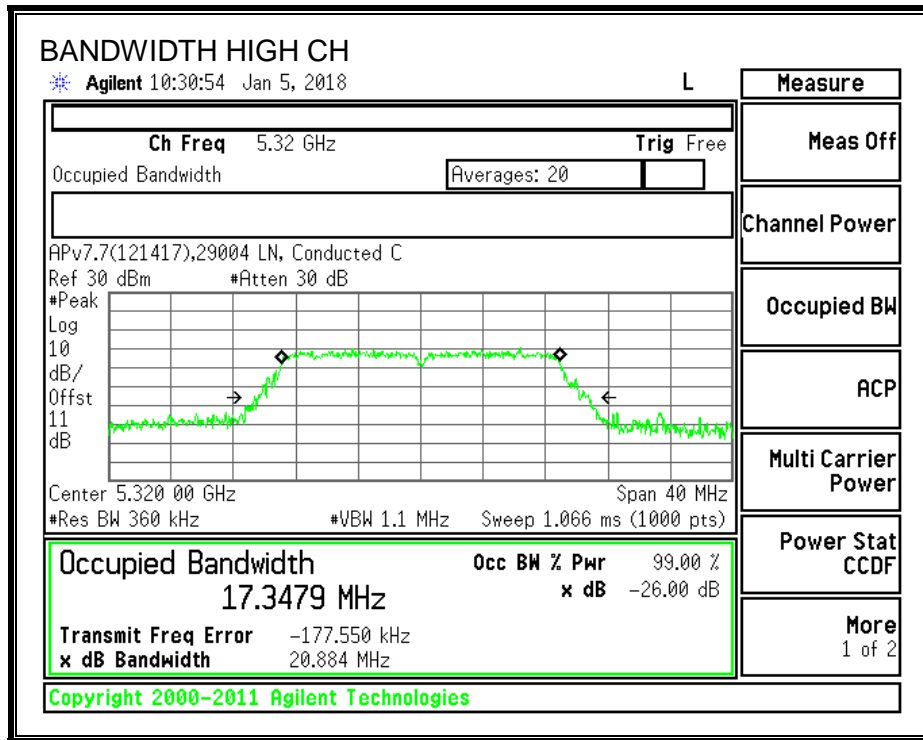 BANDWIDTH HIGH CH
Agilent 10:30:54 Jan 5, 2018 L
Measure
Ch Freq 5.32 GHz Trig Free
Meas Off
Occupied Bandwidth Averages: 20
Channel Power
APv7.7(121417),29004 LN, Conducted C
Ref 30 dBm #Atten 30 dB
#Peak
Log
10
dB/
Offst
11
dB
Occupied BW
ACP
Multi Carrier
Power
Center 5.320 00 GHz Span 40 MHz
#Res BW 360 kHz #VBW 1.1 MHz Sweep 1.066 ms (1000 pts)
Power Stat
CCDF
Occupied Bandwidth Occ BW % Pwr 99.00 %
17.3479 MHz x dB -26.00 dB
Transmit Freq Error -177.550 kHz
x dB Bandwidth 20.884 MHz
More
1 of 2
Copyright 2000-2011 Agilent Technologies